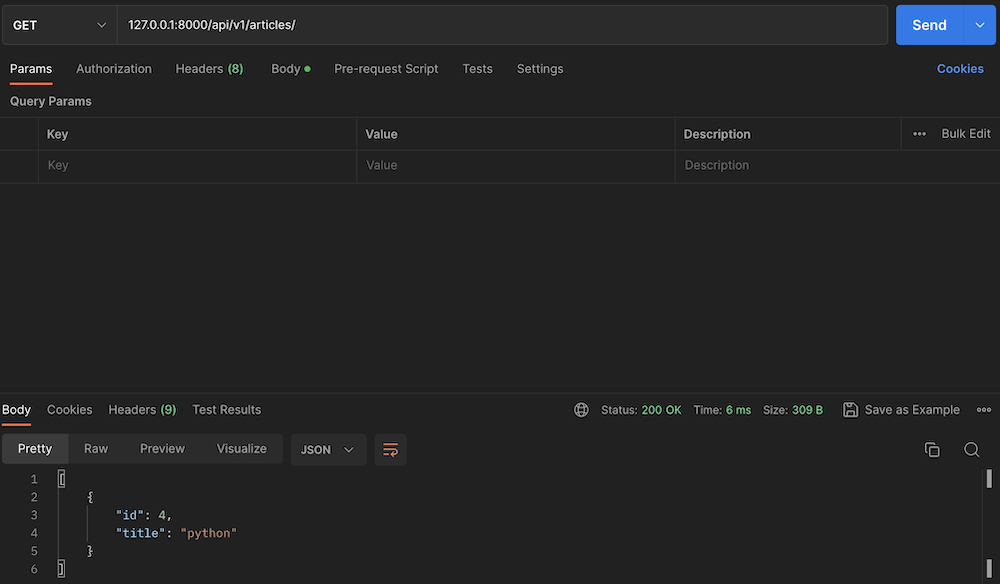 GET 127.0.0.1:8000/api/v1/articles/ Send
Params Authorization Headers (8) Body Pre-request Script Tests Settings Cookies
Query Params
Key Value Description ••• Bulk Edit
Key Value Description
Body Cookies Headers (9) Test Results Status: 200 OK Time: 6 ms Size: 309 B Save as Example
Pretty Raw Preview Visualize JSON
1 [
2 {
3 "id": 4,
4 "title": "python"
5 }
6 ]